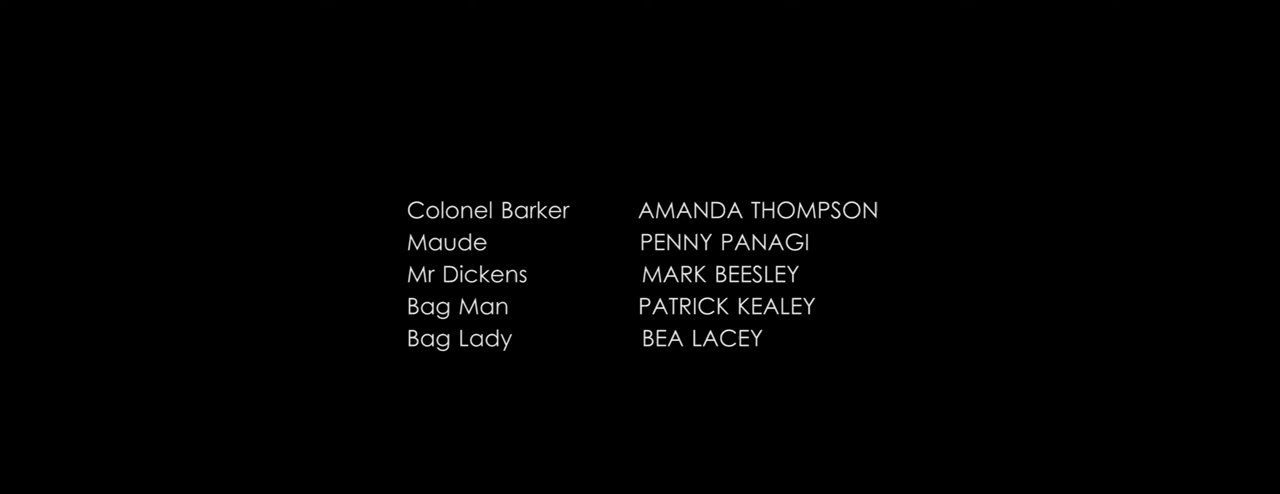 Colonel Barker AMANDA THOMPSON
Maude PENNY PANAGI
Mr Dickens MARK BEESLEY
Bag Man PATRICK KEALEY
Bag Lady BEA LACEY